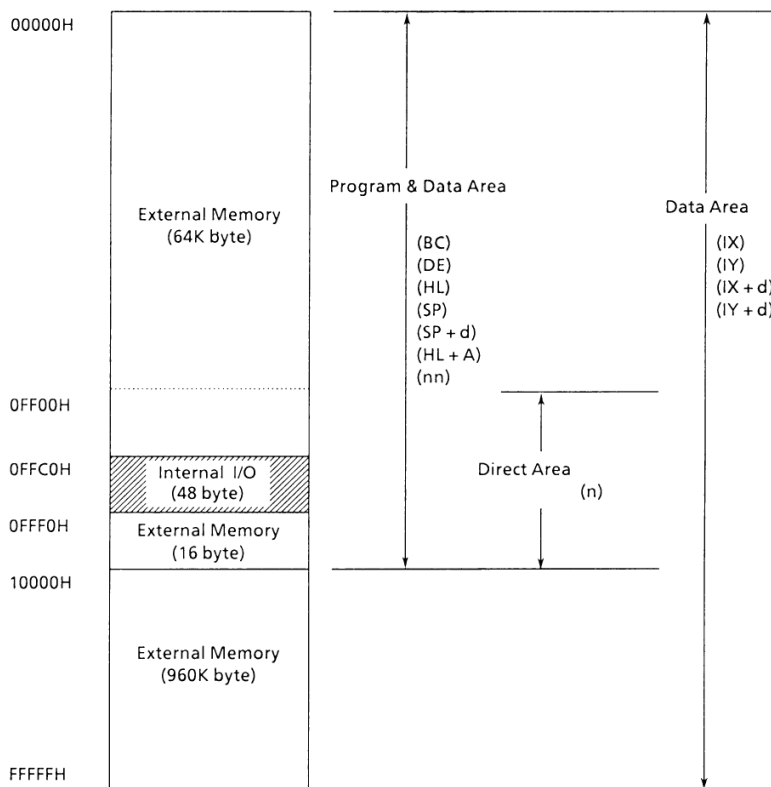 00000H
External Memory
(64K byte)
0FF00H
0FFC0H
Internal I/O
(48 byte)
0FFF0H
External Memory
(16 byte)
10000H
External Memory
(960K byte)
FFFFFH
Program & Data Area
(BC)
(DE)
(HL)
(SP)
(SP + d)
(HL + A)
(nn)
Direct Area
(n)
Data Area
(IX)
(IY)
(IX + d)
(IY + d)